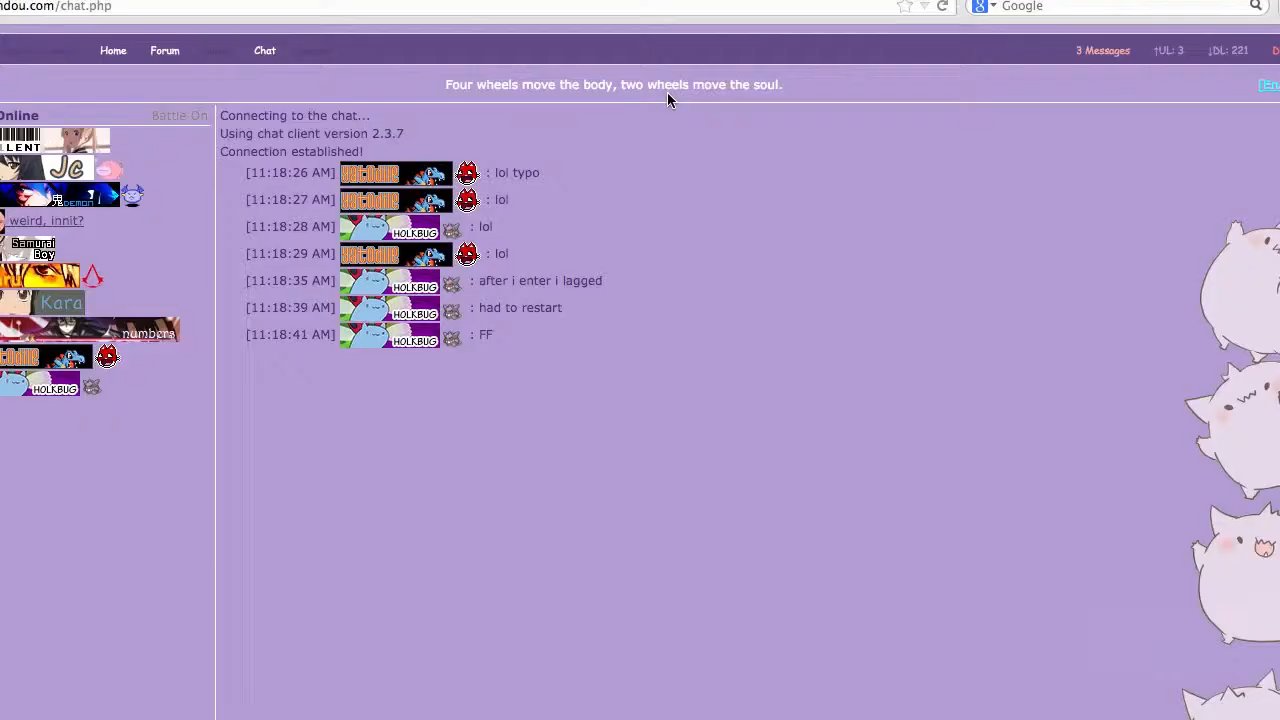 ndou.com/chat.php
Google
Home Forum Chat 3 Messages ↑UL: 3 ↓DL: 221 D
Four wheels move the body, two wheels move the soul. [En
Online Battle On
Connecting to the chat...
Using chat client version 2.3.7
Connection established!
LLENT
Jc
DEMON
weird, innit?
Samurai
Boy
Kara
numbers
HOLKBUG
[11:18:26 AM] : lol typo
[11:18:27 AM] : lol
[11:18:28 AM] HOLKBUG : lol
[11:18:29 AM] : lol
[11:18:35 AM] HOLKBUG : after i enter i lagged
[11:18:39 AM] HOLKBUG : had to restart
[11:18:41 AM] HOLKBUG : FF